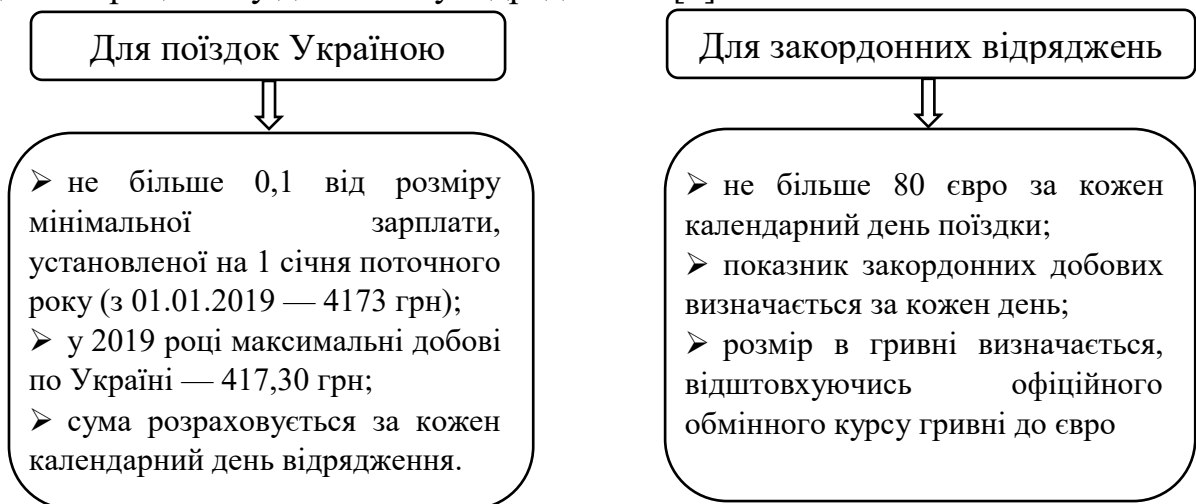 Для поїздок Україною
➢ не більше 0,1 від розміру
мінімальної зарплати,
установленої на 1 січня поточного
року (з 01.01.2019 — 4173 грн);
➢ у 2019 році максимальні добові
по Україні — 417,30 грн;
➢ сума розраховується за кожен
календарний день відрядження.
Для закордонних відряджень
➢ не більше 80 євро за кожен
календарний день поїздки;
➢ показник закордонних добових
визначається за кожен день;
➢ розмір в гривні визначається,
відштовхуючись офіційного
обмінного курсу гривні до євро